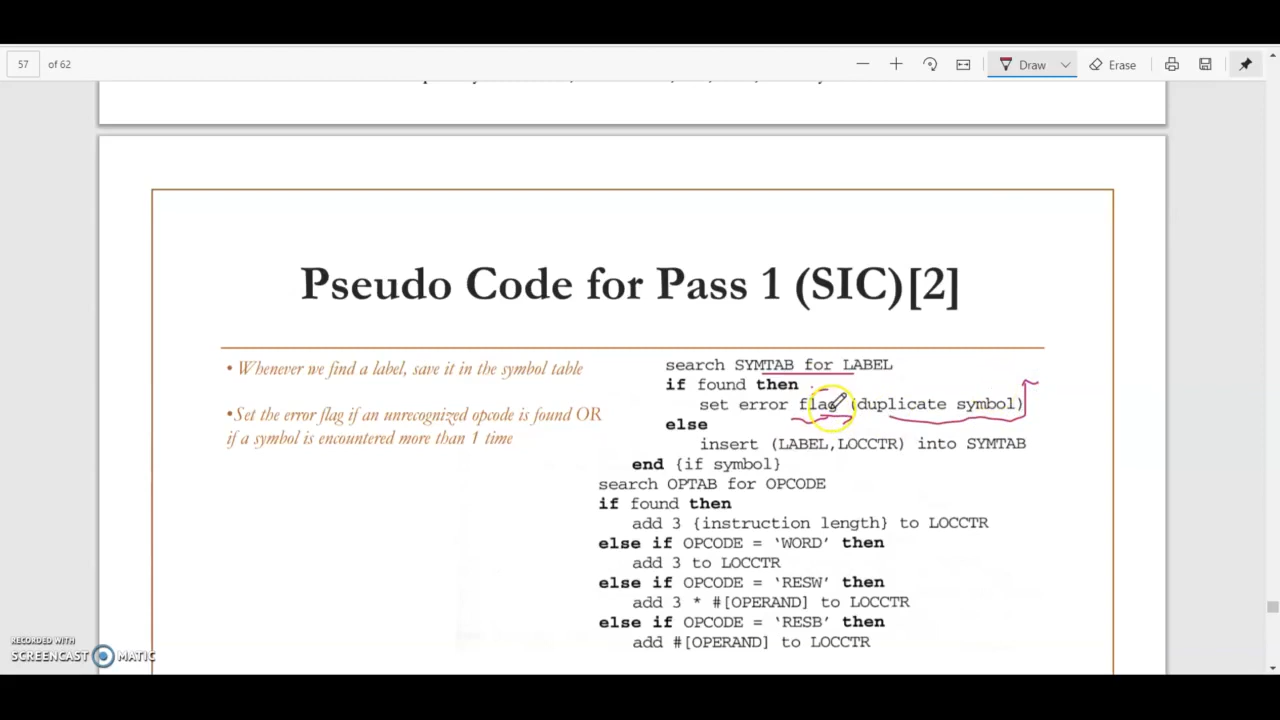 57 of 62 Draw Erase
Pseudo Code for Pass 1 (SIC)[2]
• Whenever we find a label, save it in the symbol table
•Set the error flag if an unrecognized opcode is found OR
if a symbol is encountered more than 1 time
search SYMTAB for LABEL
if found then
set error flag (duplicate symbol)
else
insert (LABEL,LOCCTR) into SYMTAB
end {if symbol}
search OPTAB for OPCODE
if found then
add 3 {instruction length} to LOCCTR
else if OPCODE = ‘WORD’ then
add 3 to LOCCTR
else if OPCODE = ‘RESW’ then
add 3 * #[OPERAND] to LOCCTR
else if OPCODE = ‘RESB’ then
add #[OPERAND] to LOCCTR
RECORDED WITH
SCREENCAST MATIC